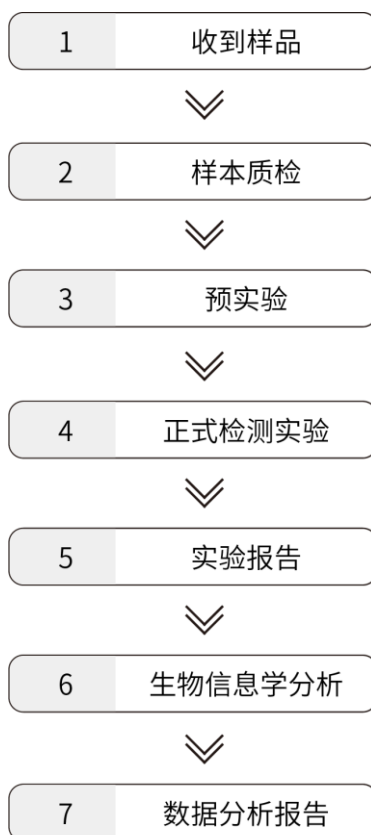 1 收到样品
2 样本质检
3 预实验
4 正式检测实验
5 实验报告
6 生物信息学分析
7 数据分析报告